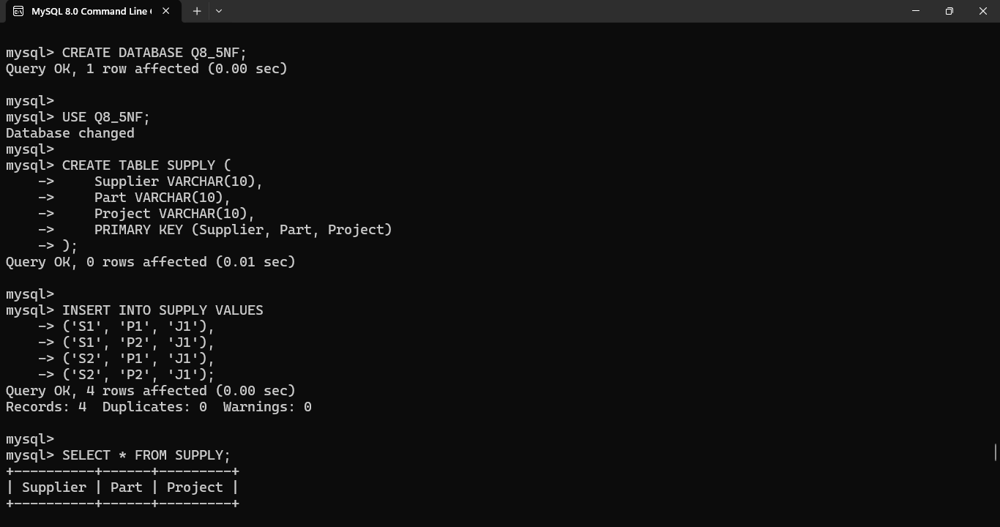 MySQL 8.0 Command Line
mysql> CREATE DATABASE Q8_5NF;
Query OK, 1 row affected (0.00 sec)
mysql>
mysql> USE Q8_5NF;
Database changed
mysql>
mysql> CREATE TABLE SUPPLY (
    ->     Supplier VARCHAR(10),
    ->     Part VARCHAR(10),
    ->     Project VARCHAR(10),
    ->     PRIMARY KEY (Supplier, Part, Project)
    -> );
Query OK, 0 rows affected (0.01 sec)
mysql>
mysql> INSERT INTO SUPPLY VALUES
    -> ('S1', 'P1', 'J1'),
    -> ('S1', 'P2', 'J1'),
    -> ('S2', 'P1', 'J1'),
    -> ('S2', 'P2', 'J1');
Query OK, 4 rows affected (0.00 sec)
Records: 4  Duplicates: 0  Warnings: 0
mysql>
mysql> SELECT * FROM SUPPLY;
+----------+------+---------+
| Supplier | Part | Project |
+----------+------+---------+